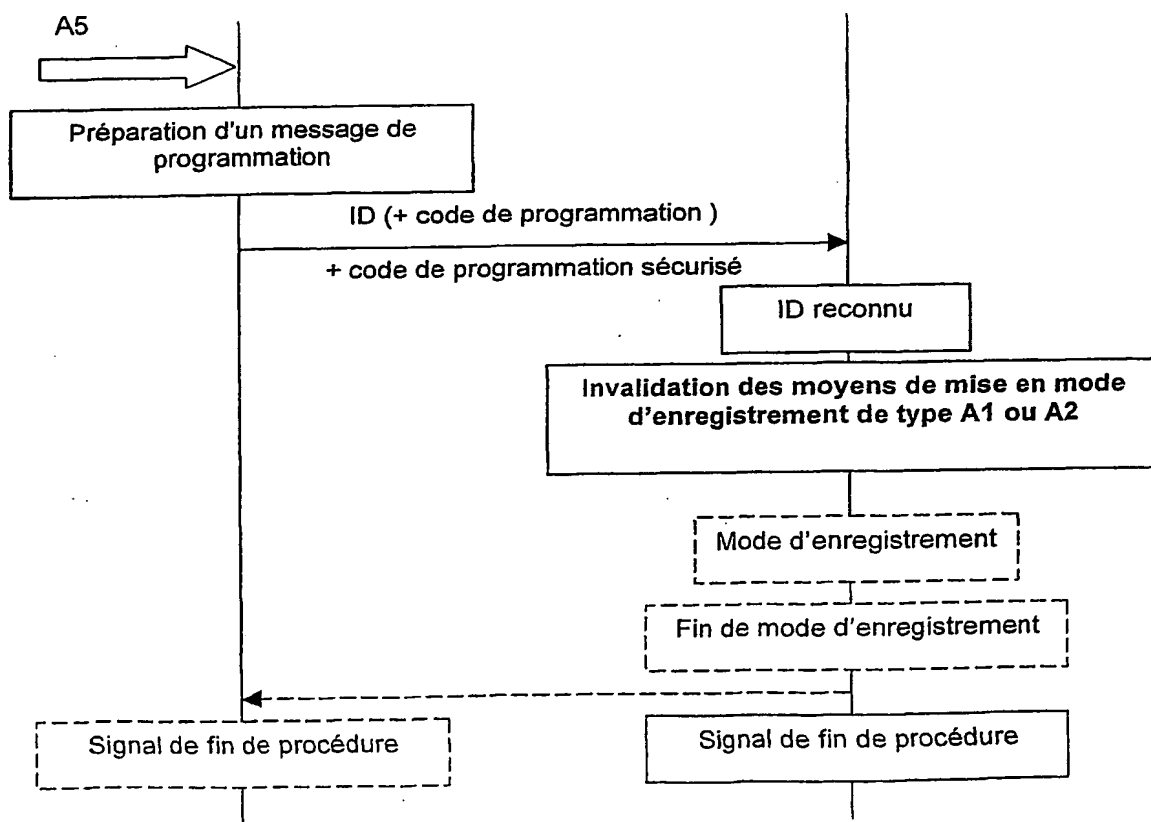 A5
Préparation d'un message de
programmation
ID (+ code de programmation )
+ code de programmation sécurisé
ID reconnu
Invalidation des moyens de mise en mode
d'enregistrement de type A1 ou A2
Mode d'enregistrement
Fin de mode d'enregistrement
Signal de fin de procédure
Signal de fin de procédure